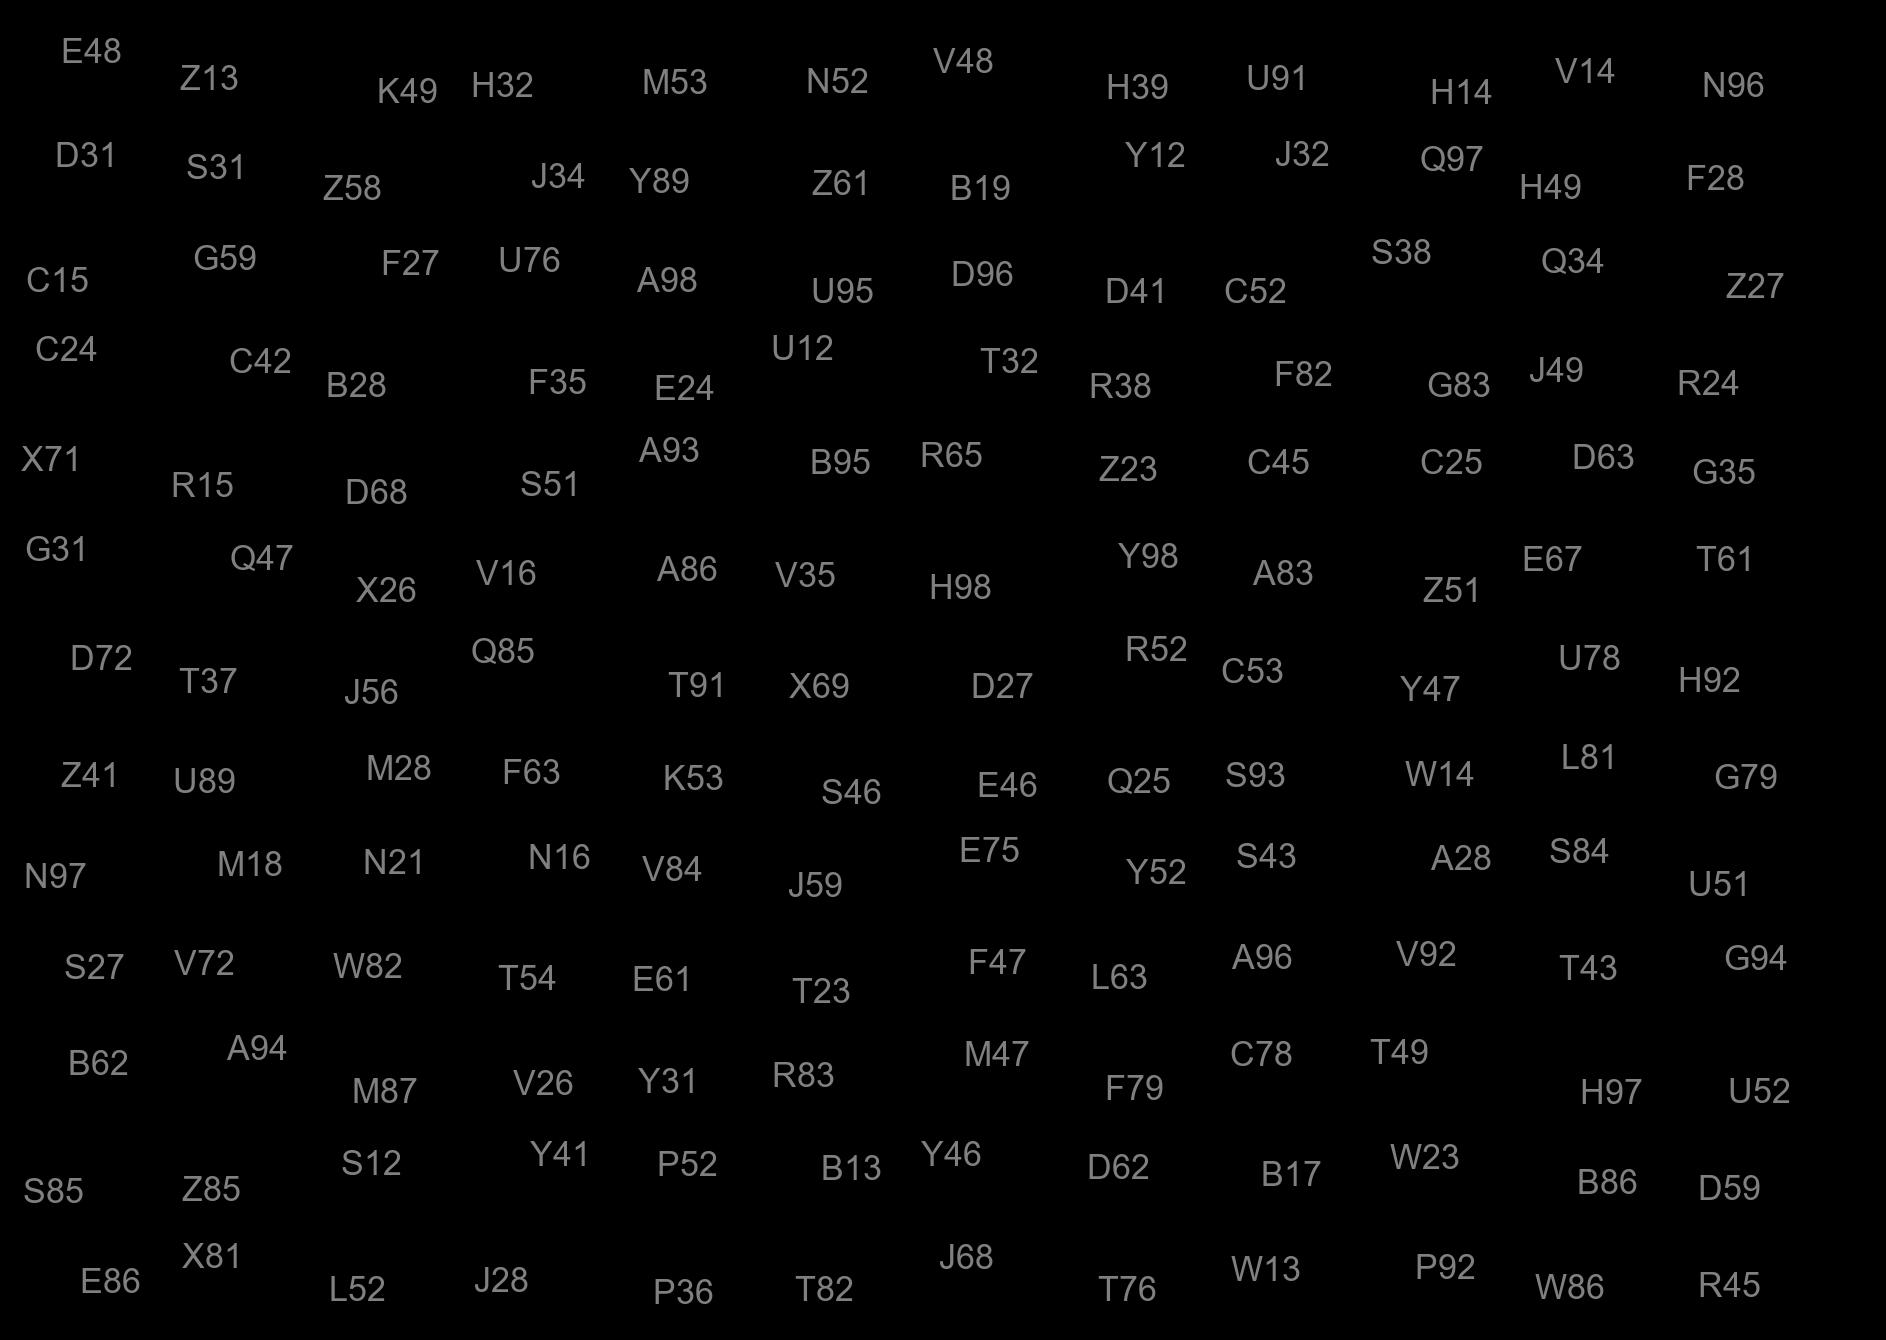 E48 Z13 K49 H32 M53 N52 V48 H39 U91 H14 V14 N96
D31 S31 Z58 J34 Y89 Z61 B19 Y12 J32 Q97 H49 F28
C15 G59 F27 U76 A98 U95 D96 D41 C52 S38 Q34 Z27
C24 C42 B28 F35 E24 U12 T32 R38 F82 G83 J49 R24
X71 R15 D68 S51 A93 B95 R65 Z23 C45 C25 D63 G35
G31 Q47 X26 V16 A86 V35 H98 Y98 A83 Z51 E67 T61
D72 T37 J56 Q85 T91 X69 D27 R52 C53 Y47 U78 H92
Z41 U89 M28 F63 K53 S46 E46 Q25 S93 W14 L81 G79
N97 M18 N21 N16 V84 J59 E75 Y52 S43 A28 S84 U51
S27 V72 W82 T54 E61 T23 F47 L63 A96 V92 T43 G94
B62 A94 M87 V26 Y31 R83 M47 F79 C78 T49 H97 U52
S85 Z85 S12 Y41 P52 B13 Y46 D62 B17 W23 B86 D59
E86 X81 L52 J28 P36 T82 J68 T76 W13 P92 W86 R45